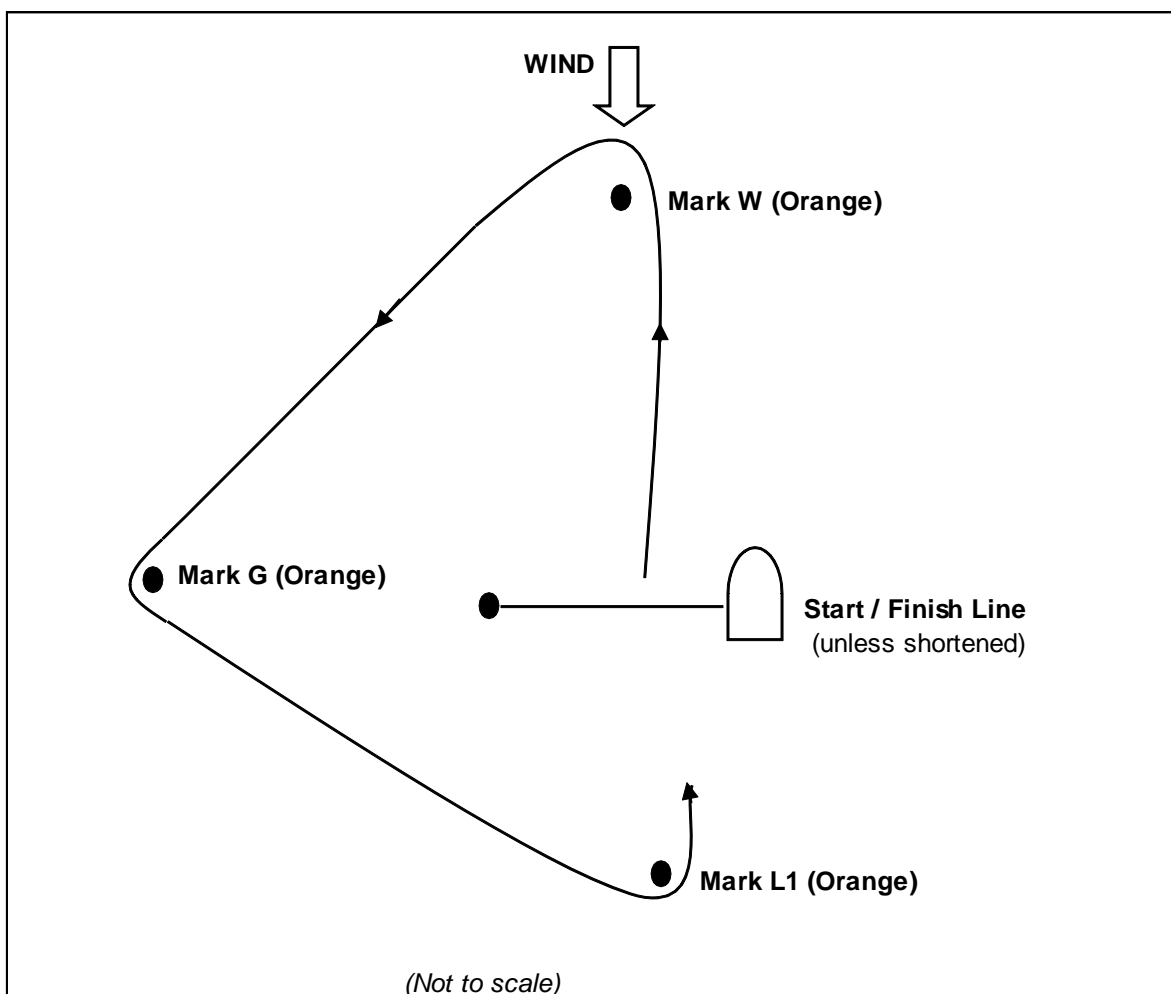 WIND
Mark W (Orange)
Mark G (Orange)
Start / Finish Line
(unless shortened)
Mark L1 (Orange)
(Not to scale)